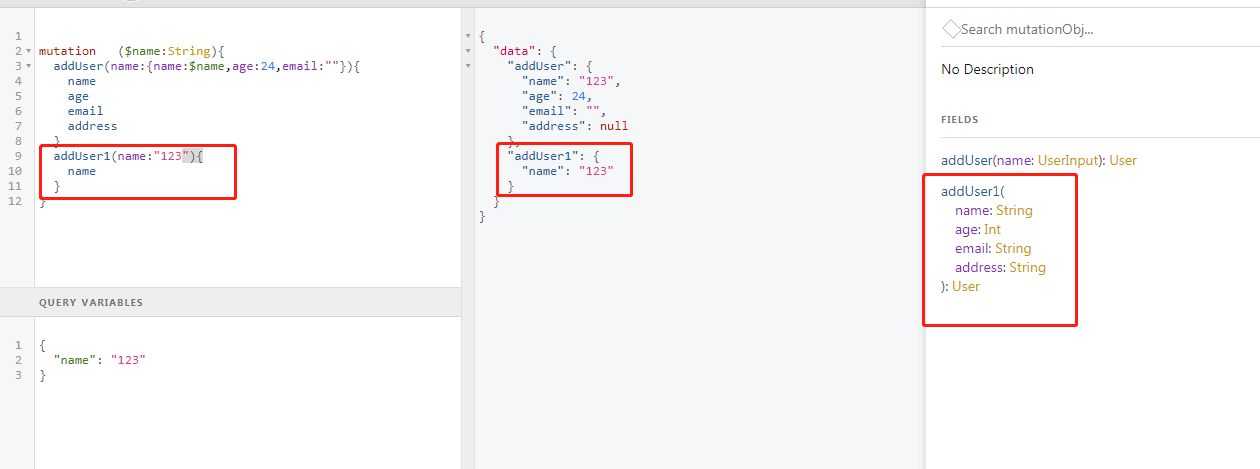 1
2 mutation ($name:String){
3 addUser(name:{name:$name,age:24,email:""}){
4 name
5 age
6 email
7 address
8 }
9 addUser1(name:"123"){
10 name
11 }
12 }
QUERY VARIABLES
1 {
2 "name": "123"
3 }
{
"data": {
"addUser": {
"name": "123",
"age": 24,
"email": "",
"address": null
},
"addUser1": {
"name": "123"
}
}
}
Search mutationObj...
No Description
FIELDS
addUser(name: UserInput): User
addUser1(
name: String
age: Int
email: String
address: String
): User